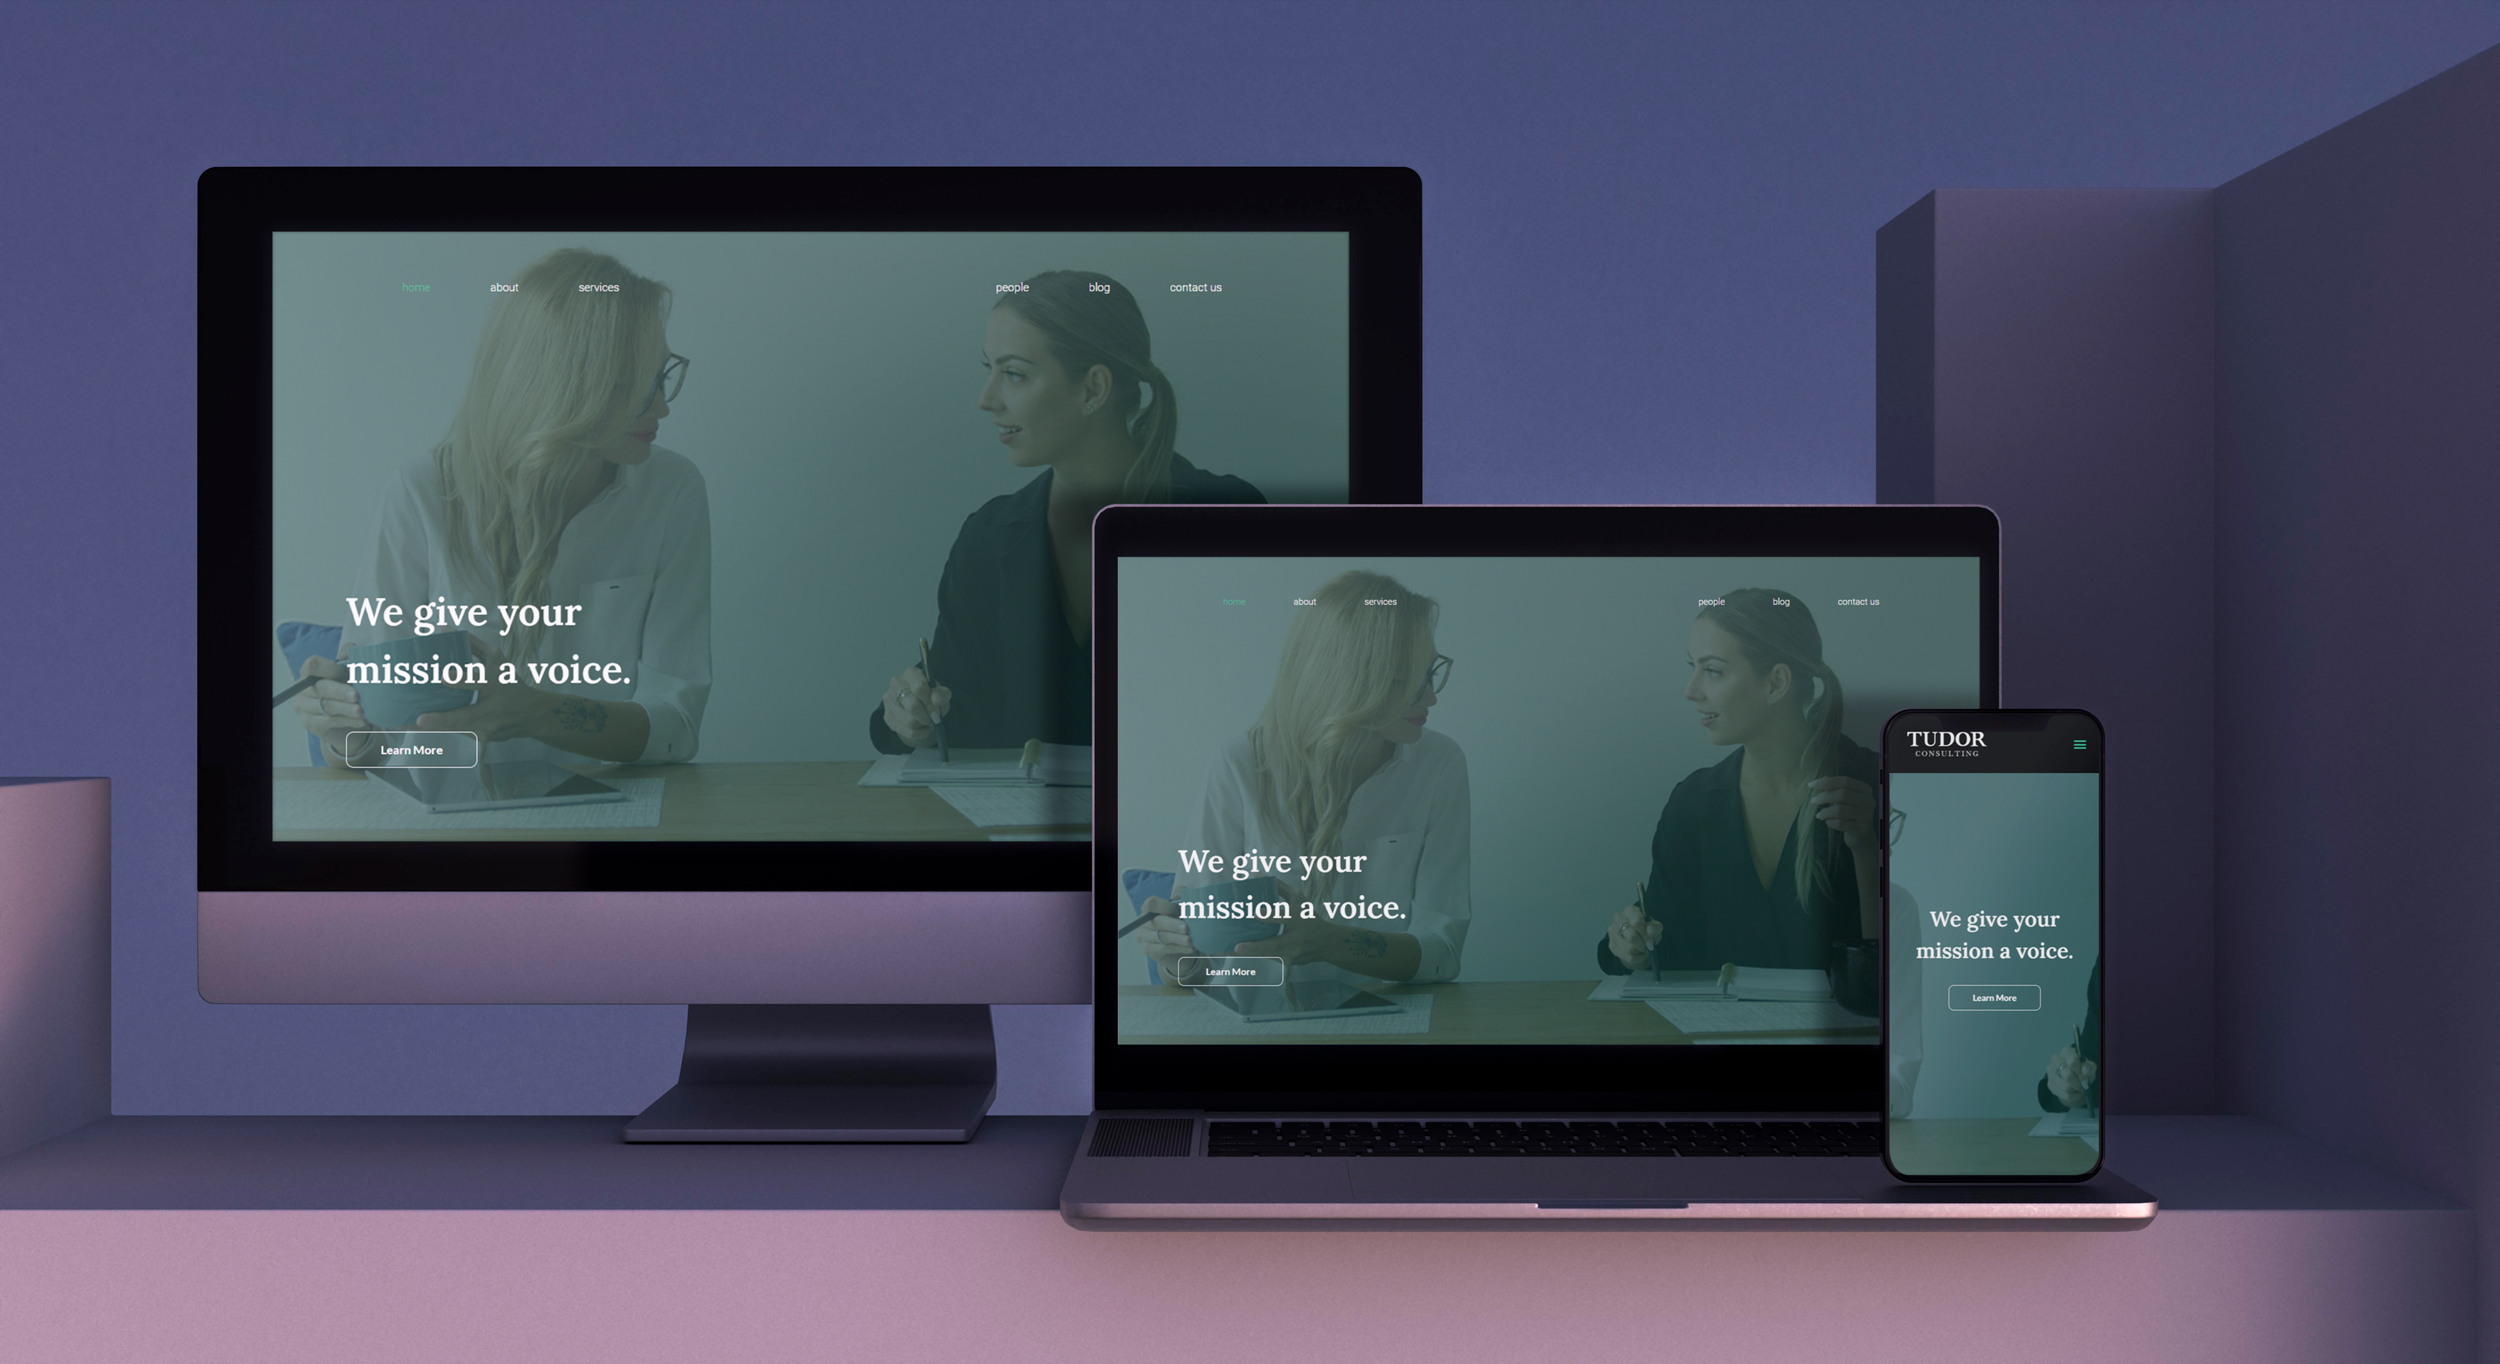 home about services people blog contact us
We give your
mission a voice.
Learn More
home about services people blog contact us
We give your
mission a voice.
Learn More
TUDOR
CONSULTING
We give your
mission a voice.
Learn More